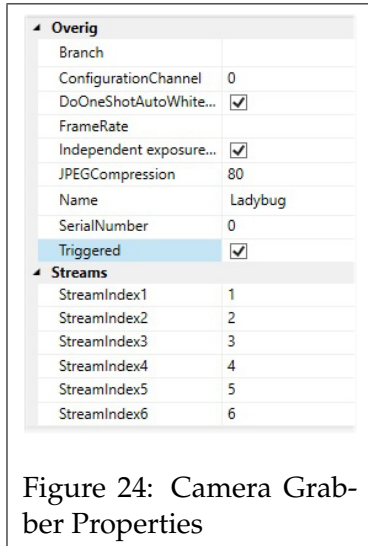 Overig
Branch
ConfigurationChannel 0
DoOneShotAutoWhite...
FrameRate
Independent exposure...
JPEGCompression 80
Name Ladybug
SerialNumber 0
Triggered
Streams
StreamIndex1 1
StreamIndex2 2
StreamIndex3 3
StreamIndex4 4
StreamIndex5 5
StreamIndex6 6
Figure 24: Camera Grab-
ber Properties